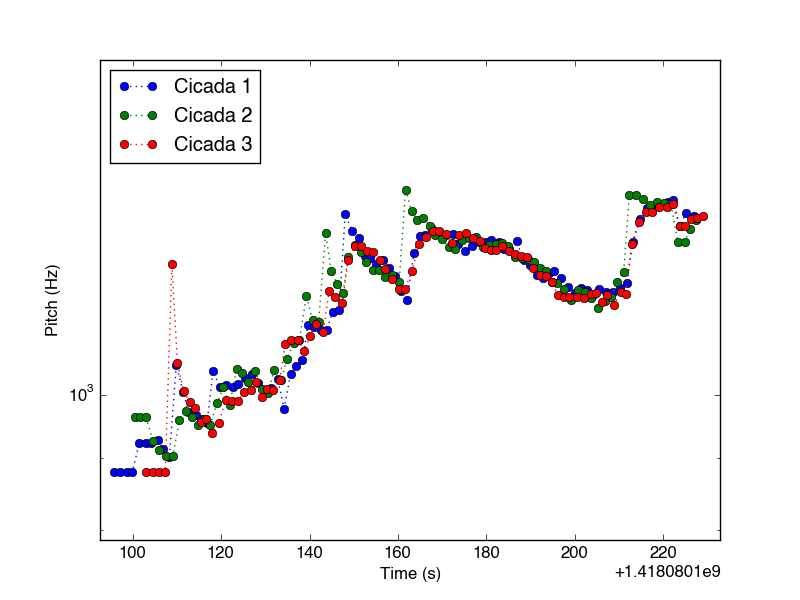 Cicada 1
Cicada 2
Cicada 3
Pitch (Hz)
10³
100 120 140 160 180 200 220
Time (s)
+1.4180801e9